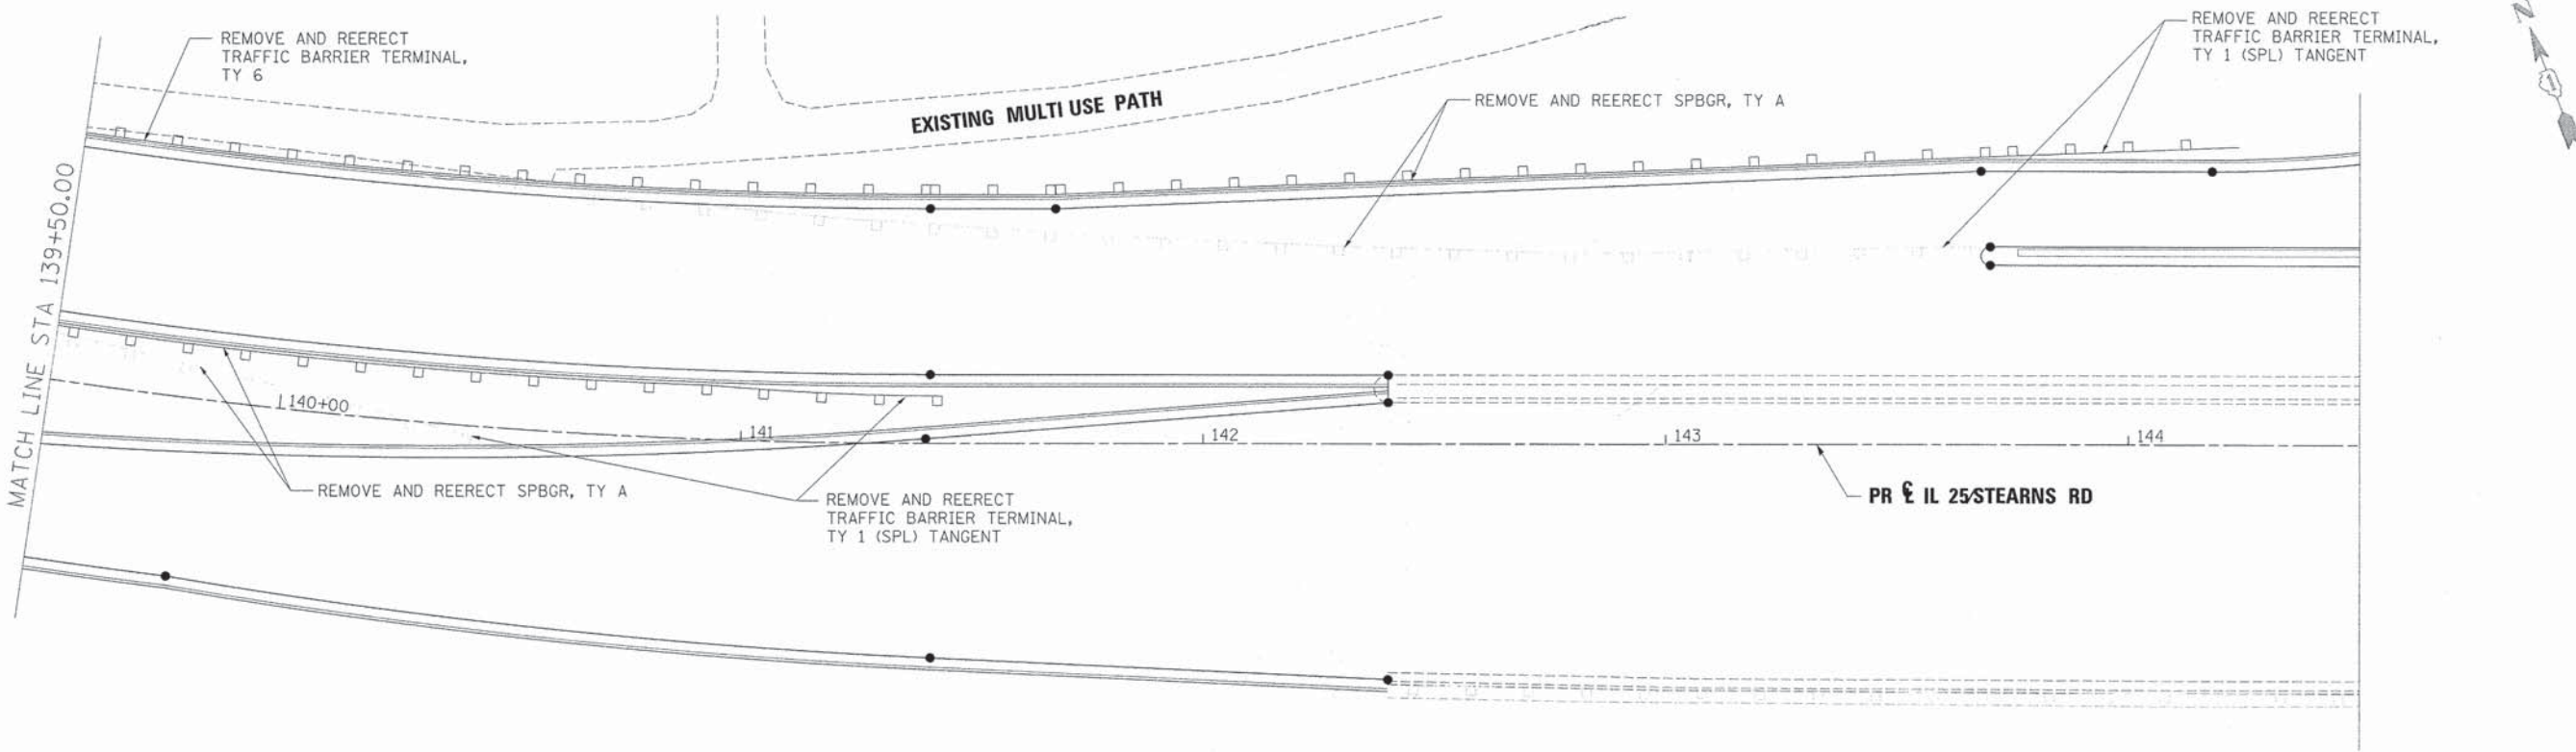 REMOVE AND REERECT
TRAFFIC BARRIER TERMINAL,
TY 6
REMOVE AND REERECT
TRAFFIC BARRIER TERMINAL,
TY 1 (SPL) TANGENT
N
EXISTING MULTI USE PATH
REMOVE AND REERECT SPBGR, TY A
MATCH LINE STA 139+50.00
140+00
141
142
143
144
REMOVE AND REERECT SPBGR, TY A
REMOVE AND REERECT
TRAFFIC BARRIER TERMINAL,
TY 1 (SPL) TANGENT
PR ℄ IL 25/STEARNS RD